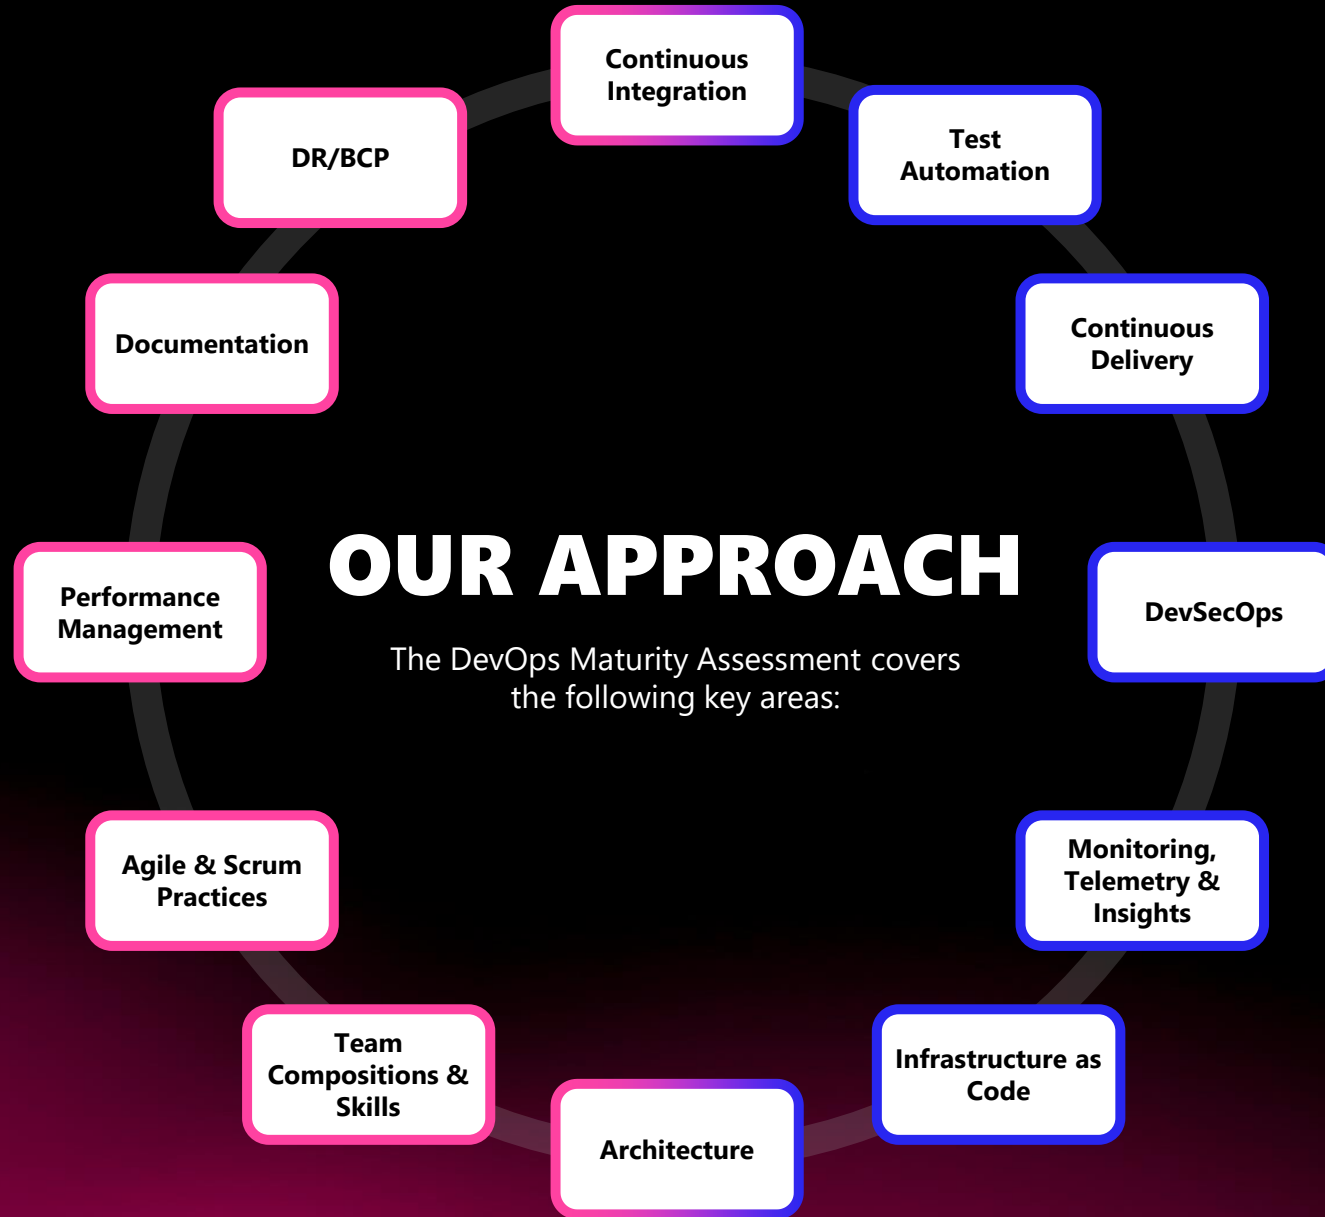 Continuous
Integration
Test
Automation
Continuous
Delivery
DevSecOps
Monitoring,
Telemetry &
Insights
Infrastructure as
Code
Architecture
Team
Compositions &
Skills
Agile & Scrum
Practices
Performance
Management
Documentation
DR/BCP
OUR APPROACH
The DevOps Maturity Assessment covers
the following key areas: